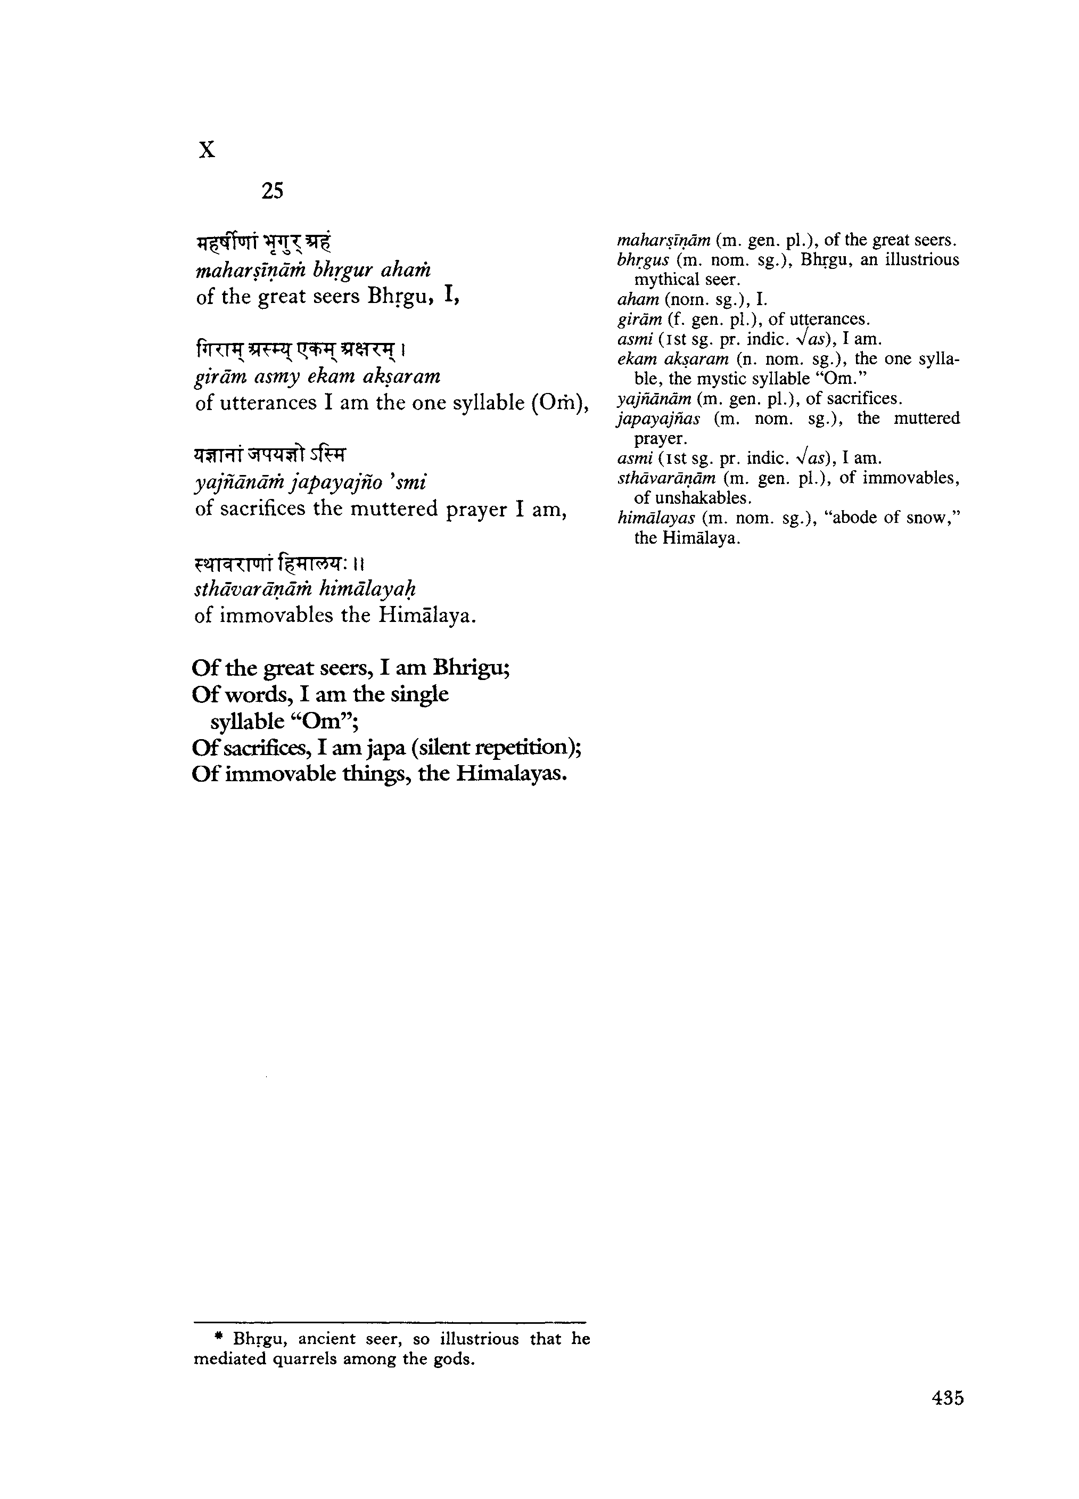 X
25
महर्षीणां भृगुर् अहं
maharṣīṇāṁ bhṛgur ahaṁ
of the great seers Bhṛgu, I,
गिराम् अस्म्य् एकम् अक्षरम् ।
girām asmy ekam akṣaram
of utterances I am the one syllable (Oṁ),
यज्ञानां जपयज्ञो ऽस्मि
yajñānāṁ japayajño 'smi
of sacrifices the muttered prayer I am,
स्थावराणां हिमालयः ॥
sthāvarāṇāṁ himālayaḥ
of immovables the Himālaya.
Of the great seers, I am Bhrigu;
Of words, I am the single
syllable “Om”;
Of sacrifices, I am japa (silent repetition);
Of immovable things, the Himalayas.
maharṣīṇām (m. gen. pl.), of the great seers.
bhṛgus (m. nom. sg.), Bhṛgu, an illustrious
mythical seer.
aham (nom. sg.), I.
girām (f. gen. pl.), of utterances.
asmi (1st sg. pr. indic. √as), I am.
ekam akṣaram (n. nom. sg.), the one sylla-
ble, the mystic syllable “Om.”
yajñānām (m. gen. pl.), of sacrifices.
japayajñas (m. nom. sg.), the muttered
prayer.
asmi (1st sg. pr. indic. √as), I am.
sthāvarāṇām (m. gen. pl.), of immovables,
of unshakables.
himālayas (m. nom. sg.), “abode of snow,”
the Himālaya.
* Bhṛgu, ancient seer, so illustrious that he
mediated quarrels among the gods.
435